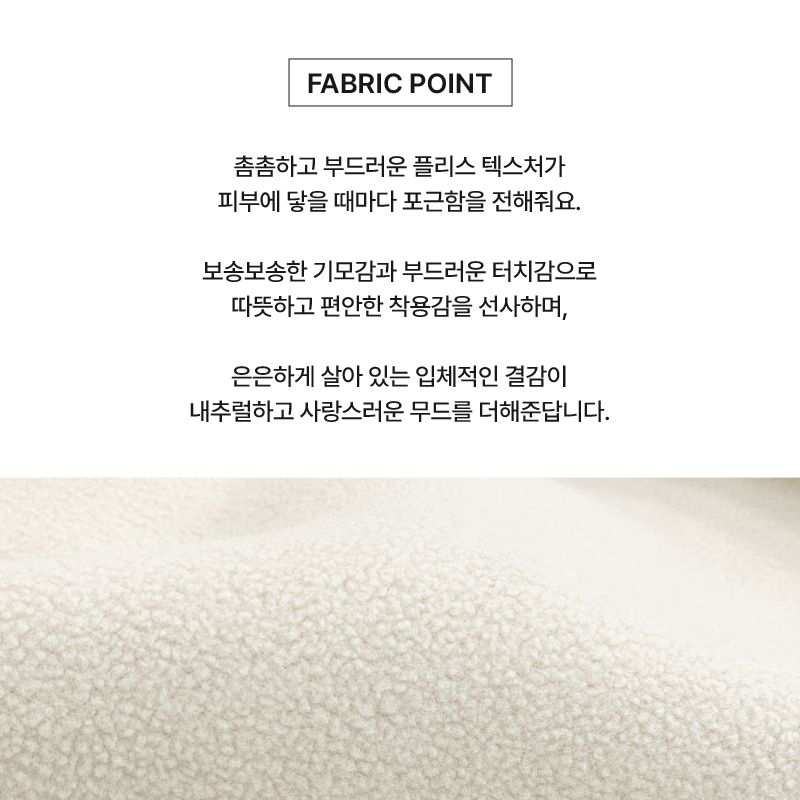 FABRIC POINT
촘촘하고 부드러운 플리스 텍스처가
피부에 닿을 때마다 포근함을 전해줘요.
보송보송한 기모감과 부드러운 터치감으로
따뜻하고 편안한 착용감을 선사하며,
은은하게 살아 있는 입체적인 결감이
내추럴하고 사랑스러운 무드를 더해준답니다.